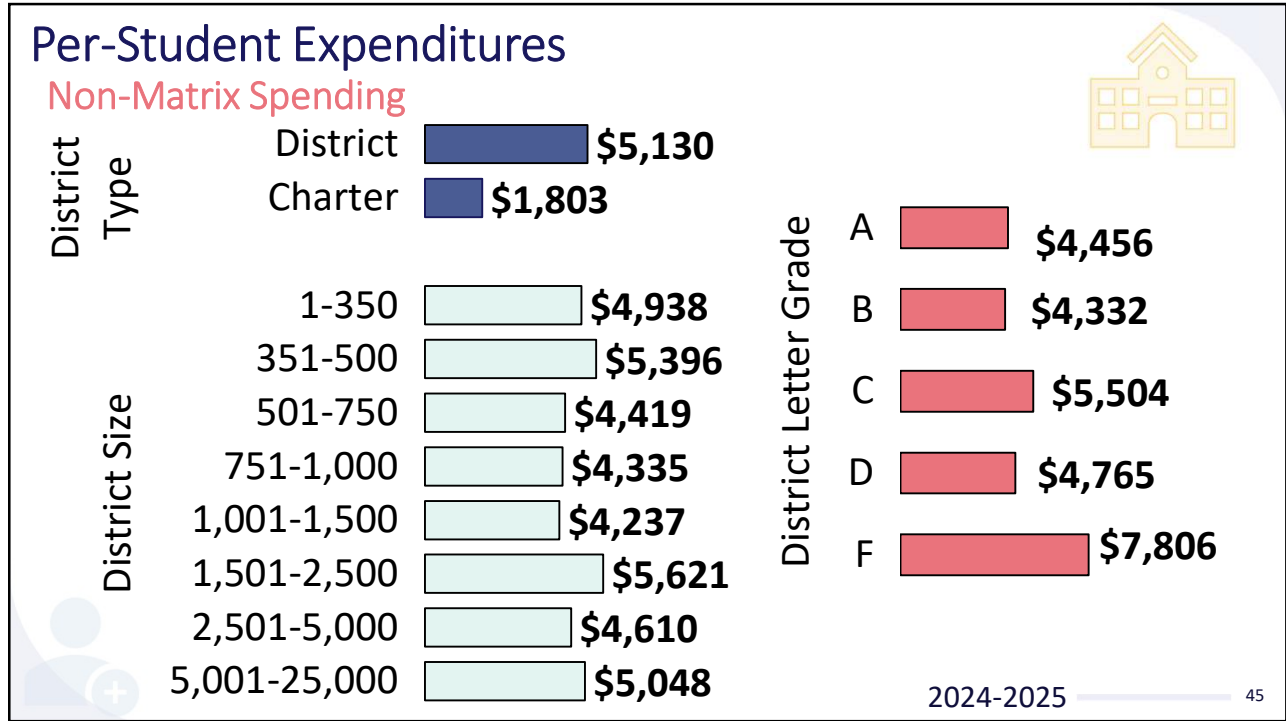 Per-Student Expenditures
Non-Matrix Spending
District Type
District $5,130
Charter $1,803
District Size
1-350 $4,938
351-500 $5,396
501-750 $4,419
751-1,000 $4,335
1,001-1,500 $4,237
1,501-2,500 $5,621
2,501-5,000 $4,610
5,001-25,000 $5,048
District Letter Grade
A $4,456
B $4,332
C $5,504
D $4,765
F $7,806
2024-2025 45